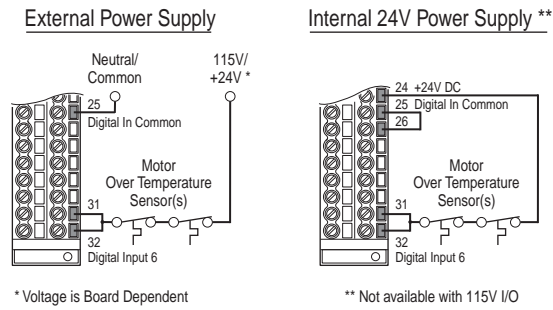 External Power Supply
Neutral/
Common
115V/
+24V *
25
Digital In Common
Motor
Over Temperature
Sensor(s)
31
32
Digital Input 6
* Voltage is Board Dependent
Internal 24V Power Supply **
24 +24V DC
25 Digital In Common
26
Motor
Over Temperature
Sensor(s)
31
32
Digital Input 6
** Not available with 115V I/O